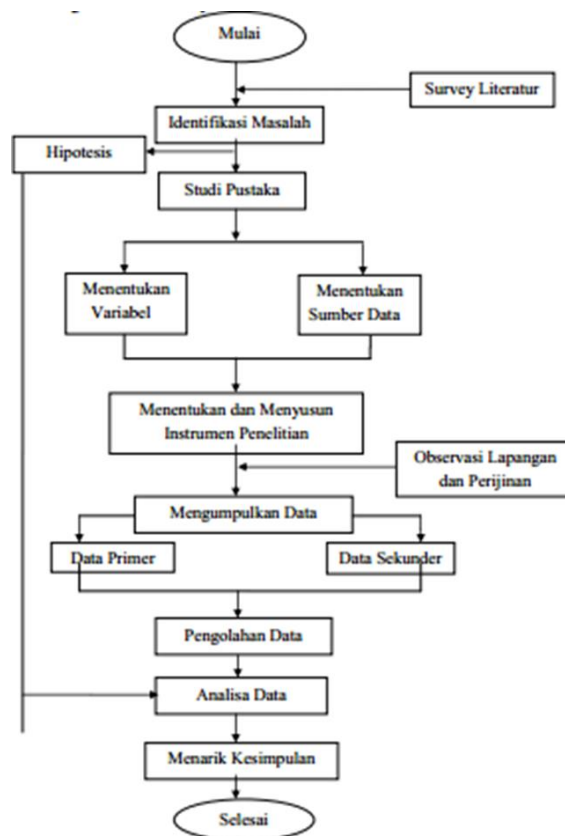 Mulai
Survey Literatur
Identifikasi Masalah
Hipotesis
Studi Pustaka
Menentukan
Variabel
Menentukan
Sumber Data
Menentukan dan Menyusun
Instrumen Penelitian
Observasi Lapangan
dan Perijinan
Mengumpulkan Data
Data Primer
Data Sekunder
Pengolahan Data
Analisa Data
Menarik Kesimpulan
Selesai